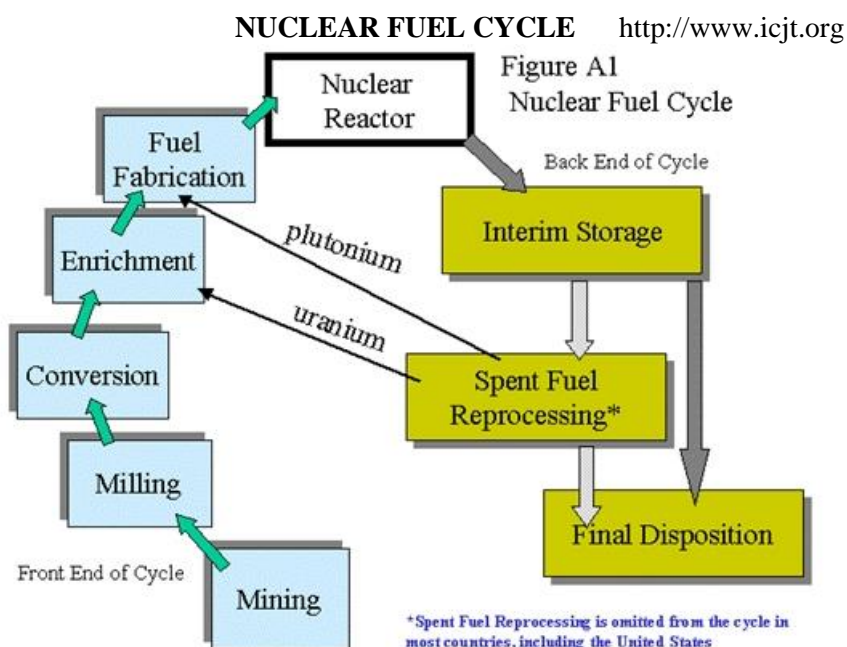 NUCLEAR FUEL CYCLE http://www.icjt.org
Figure A1
Nuclear Fuel Cycle
Nuclear
Reactor
Fuel
Fabrication
Back End of Cycle
Interim Storage
plutonium
Enrichment
uranium
Conversion
Spent Fuel
Reprocessing*
Milling
Final Disposition
Front End of Cycle
Mining
*Spent Fuel Reprocessing is omitted from the cycle in
most countries, including the United States